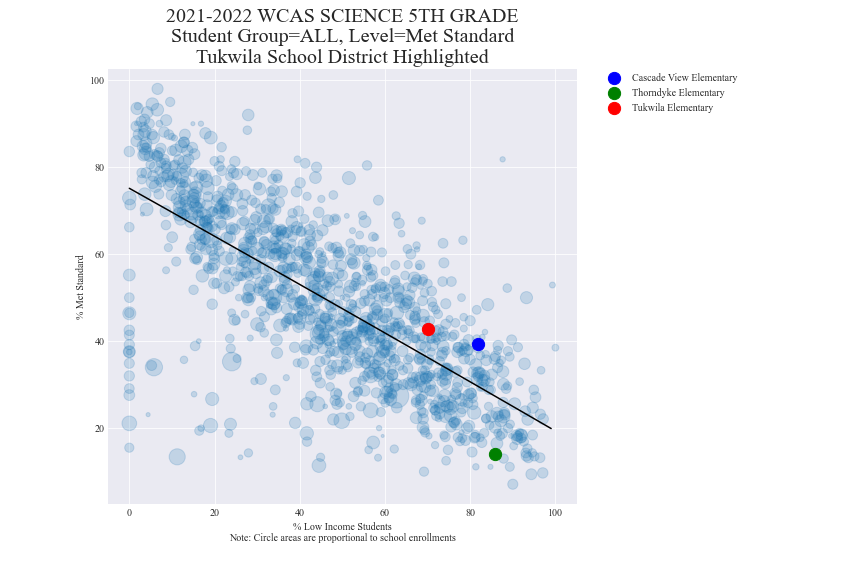 2021-2022 WCAS SCIENCE 5TH GRADE
Student Group=ALL, Level=Met Standard
Tukwila School District Highlighted
Cascade View Elementary
Thorndyke Elementary
Tukwila Elementary
% Met Standard
100
80
60
40
20
0 20 40 60 80 100
% Low Income Students
Note: Circle areas are proportional to school enrollments